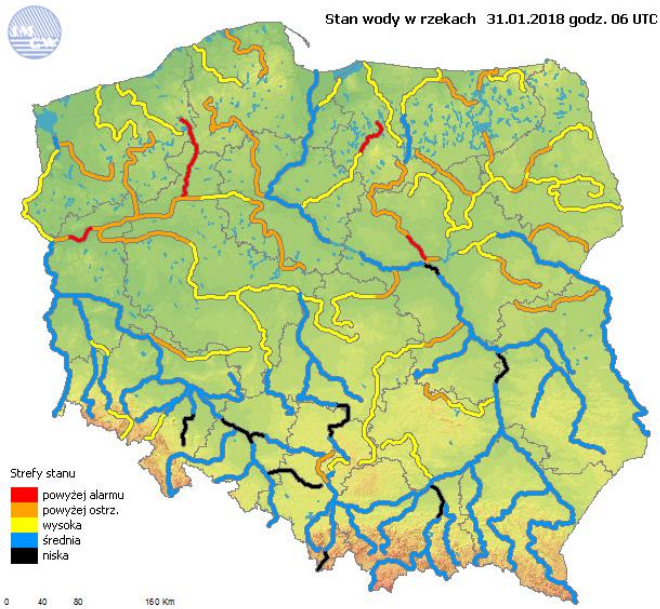 Stan wody w rzekach 31.01.2018 godz. 06 UTC
IMGW
Strefy stanu
powyżej alarmu
powyżej ostrz.
wysoka
średnia
niska
0 40 80 160 Km